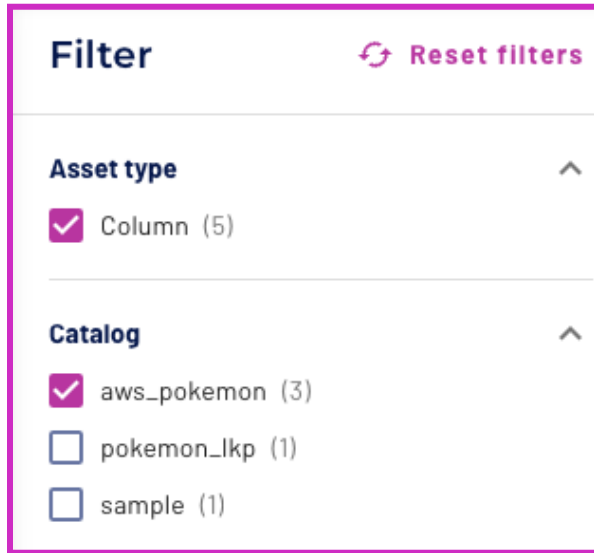 Filter
Reset filters
Asset type
Column (5)
Catalog
aws_pokemon (3)
pokemon_lkp (1)
sample (1)